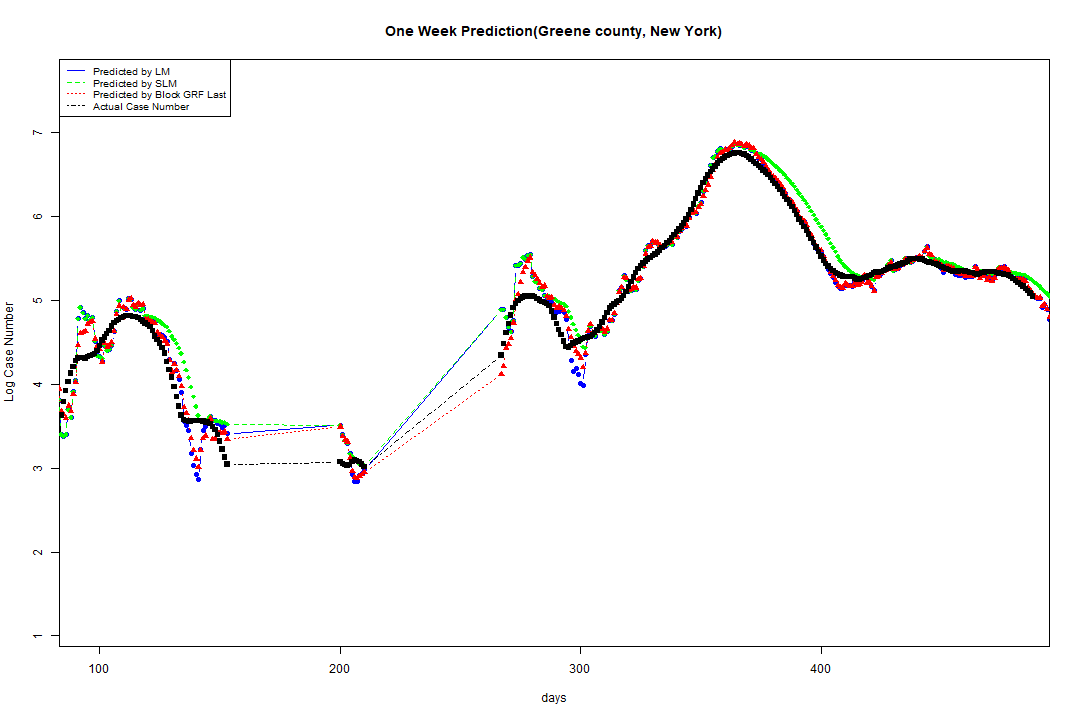 One Week Prediction(Greene county, New York)
Predicted by LM
Predicted by SLM
Predicted by Block GRF Last
Actual Case Number
7
6
5
4
3
2
1
Log Case Number
100 200 300 400
days